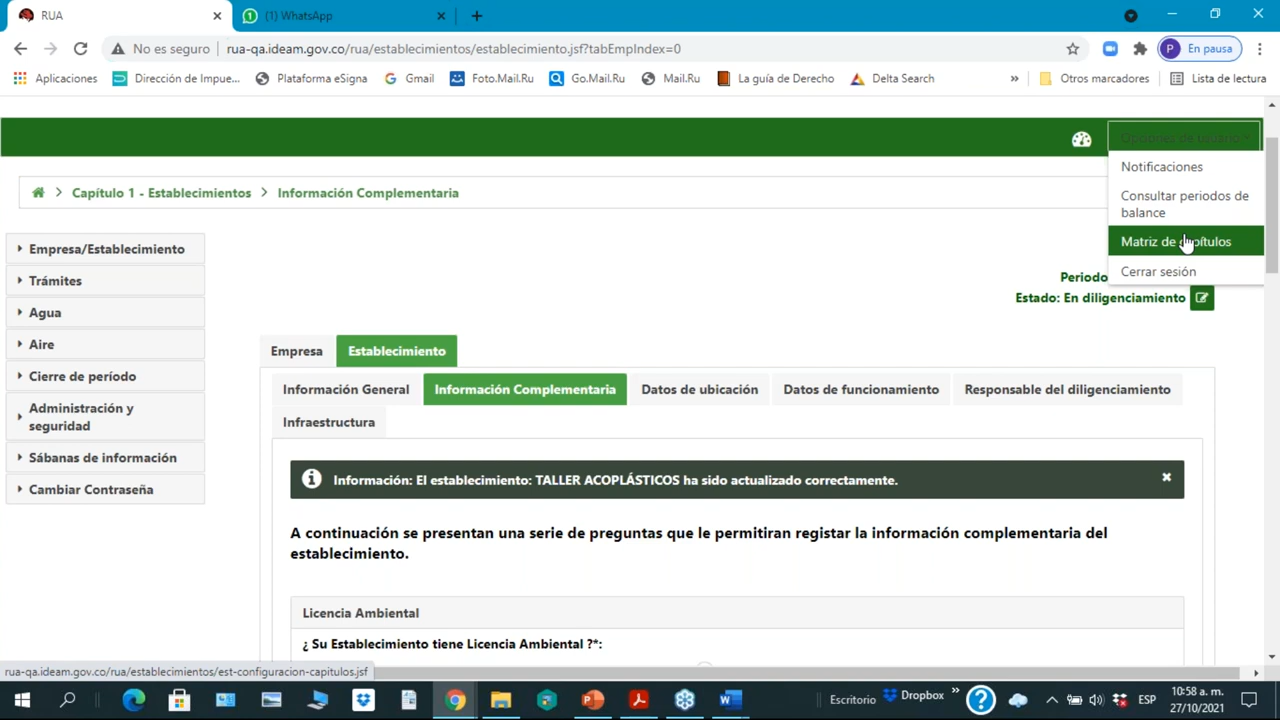 RUA
(1) WhatsApp
No es seguro | rua-qa.ideam.gov.co/rua/establecimientos/establecimiento.jsf?tabEmpIndex=0
P En pausa
Aplicaciones
Dirección de Impue...
Plataforma eSigna
Gmail
Foto.Mail.Ru
Go.Mail.Ru
Mail.Ru
La guía de Derecho
Delta Search
»
Otros marcadores
Lista de lectura
Opciones de usuario
Notificaciones
Consultar periodos de
balance
Matriz de capítulos
Cerrar sesión
Capítulo 1 - Establecimientos > Información Complementaria
Empresa/Establecimiento
Trámites
Agua
Aire
Cierre de período
Administración y
seguridad
Sábanas de información
Cambiar Contraseña
Periodo
Estado: En diligenciamiento
Empresa
Establecimiento
Información General
Información Complementaria
Datos de ubicación
Datos de funcionamiento
Responsable del diligenciamiento
Infraestructura
Información: El establecimiento: TALLER ACOPLÁSTICOS ha sido actualizado correctamente.
A continuación se presentan una serie de preguntas que le permitiran registar la información complementaria del
establecimiento.
Licencia Ambiental
¿ Su Establecimiento tiene Licencia Ambiental ?*:
rua-qa.ideam.gov.co/rua/establecimientos/est-configuracion-capitulos.jsf
Escritorio
Dropbox
»
ESP
10:58 a. m.
27/10/2021